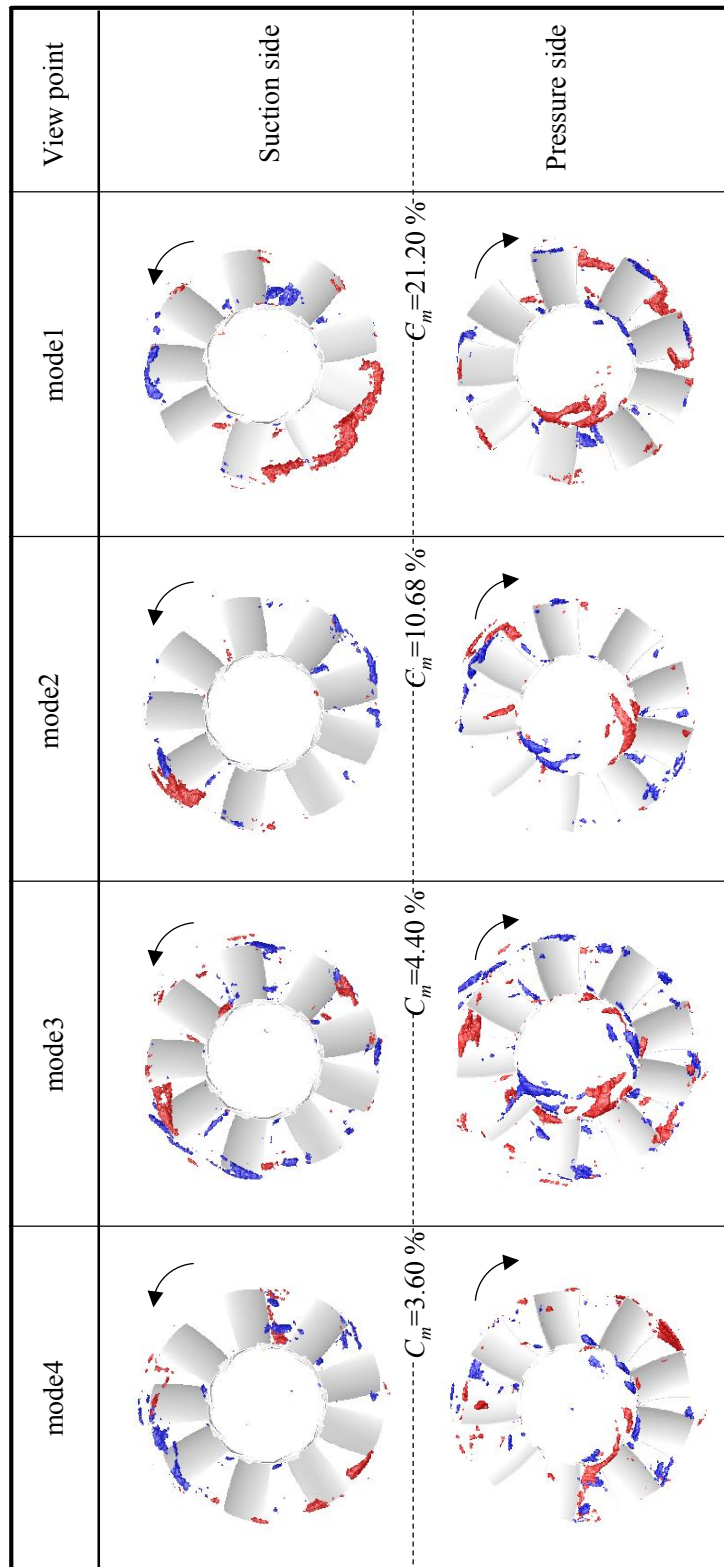 View point
Suction side
Pressure side
mode1
C_m=21.20 %
mode2
C_m=10.68 %
mode3
C_m=4.40 %
mode4
C_m=3.60 %